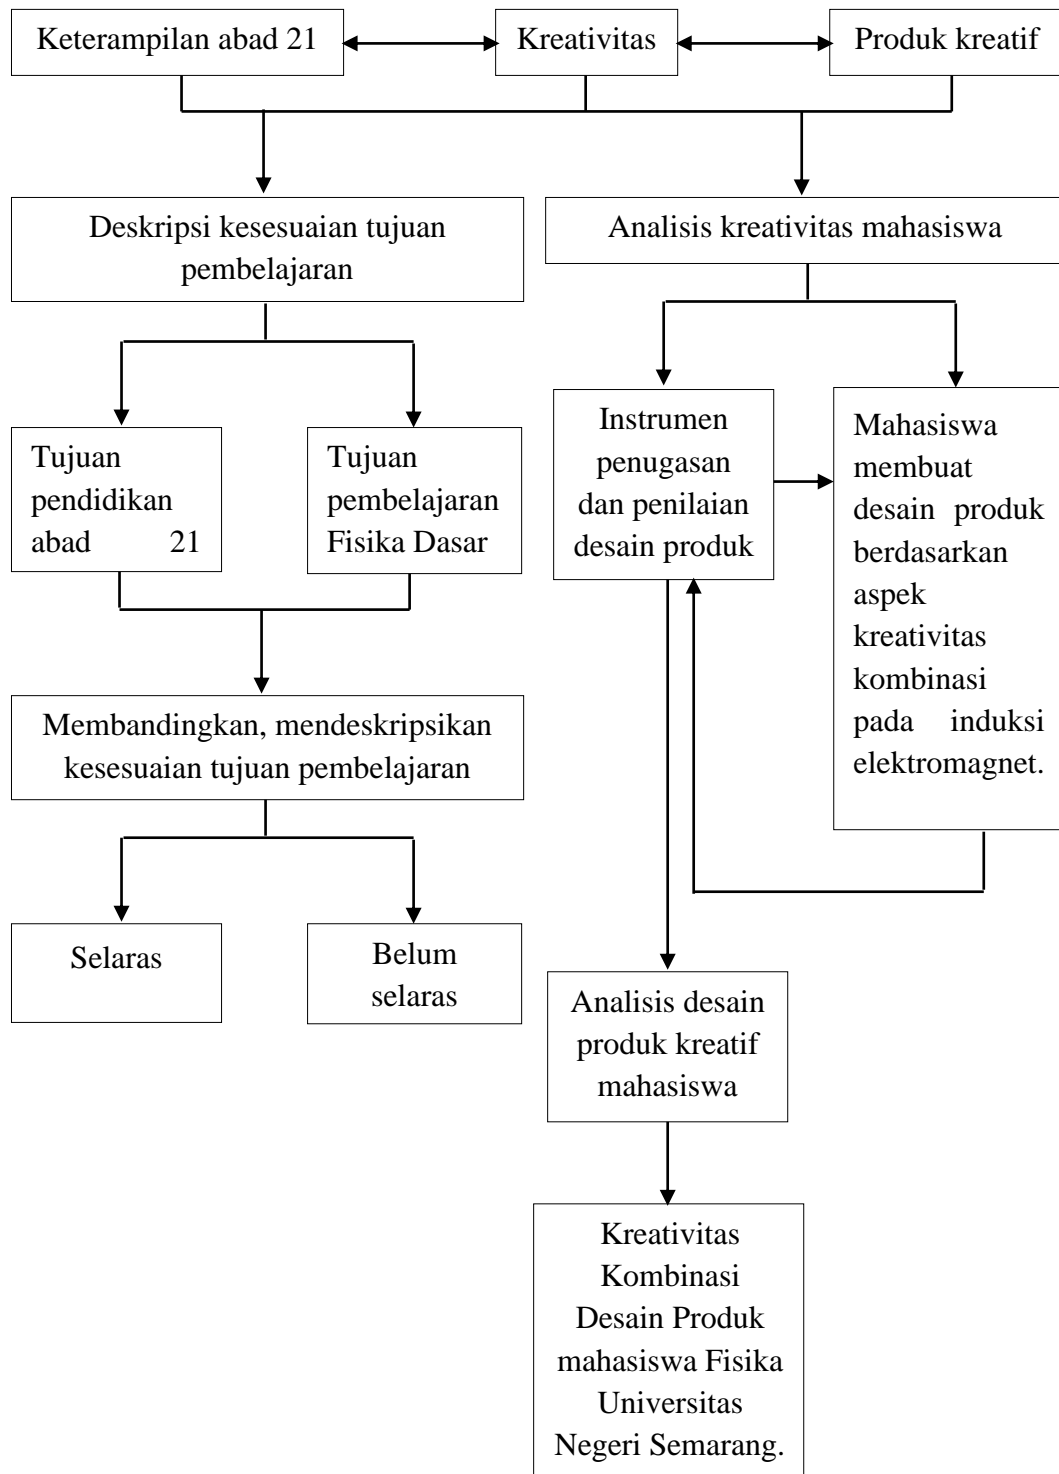 Keterampilan abad 21
Kreativitas
Produk kreatif
Deskripsi kesesuaian tujuan
pembelajaran
Analisis kreativitas mahasiswa
Tujuan
pendidikan
abad 21
Tujuan
pembelajaran
Fisika Dasar
Instrumen
penugasan
dan penilaian
desain produk
Mahasiswa
membuat
desain produk
berdasarkan
aspek
kreativitas
kombinasi
pada induksi
elektromagnet.
Membandingkan, mendeskripsikan
kesesuaian tujuan pembelajaran
Selaras
Belum
selaras
Analisis desain
produk kreatif
mahasiswa
Kreativitas
Kombinasi
Desain Produk
mahasiswa Fisika
Universitas
Negeri Semarang.